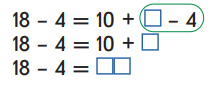 18 – 4 = 10 + □ – 4
18 – 4 = 10 + □
18 – 4 = □□